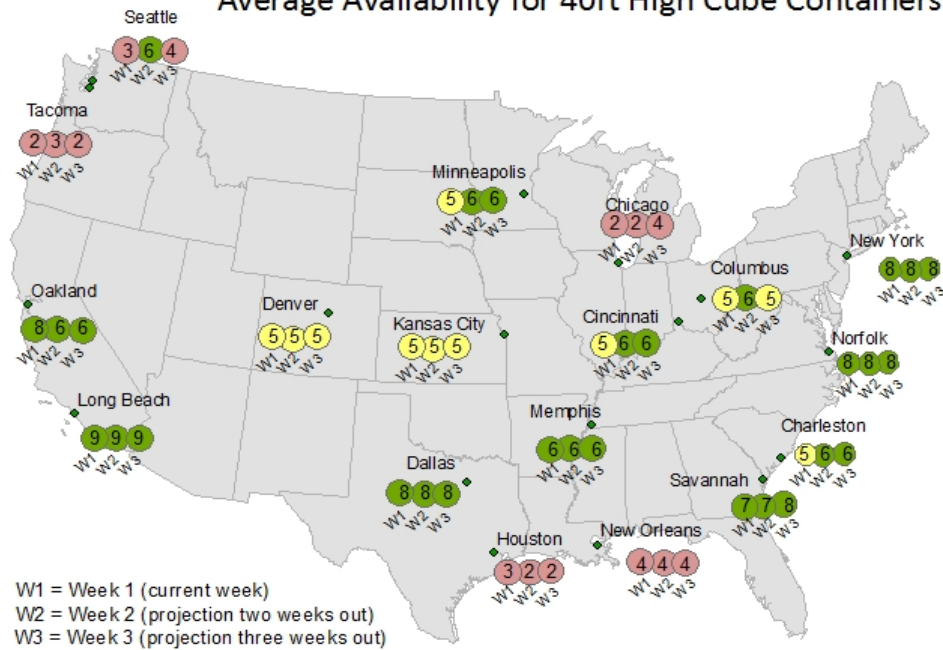 Average Availability for 40ft High Cube Containers
Seattle
3 6 4
W1 W2 W3
Tacoma
2 3 2
W1 W2 W3
Minneapolis
5 6 6
W1 W2 W3
Chicago
2 2 4
W1 W2 W3
New York
8 8 8
W1 W2 W3
Columbus
5 6 5
W1 W2 W3
Oakland
8 6 6
W1 W2 W3
Denver
5 5 5
W1 W2 W3
Kansas City
5 5 5
W1 W2 W3
Cincinnati
5 6 6
W1 W2 W3
Norfolk
8 8 8
W1 W2 W3
Long Beach
9 9 9
W1 W2 W3
Memphis
6 6 6
W1 W2 W3
Charleston
5 6 6
W1 W2 W3
Dallas
8 8 8
W1 W2 W3
Savannah
7 7 8
W1 W2 W3
Houston
3 2 2
W1 W2 W3
New Orleans
4 4 4
W1 W2 W3
W1 = Week 1 (current week)
W2 = Week 2 (projection two weeks out)
W3 = Week 3 (projection three weeks out)